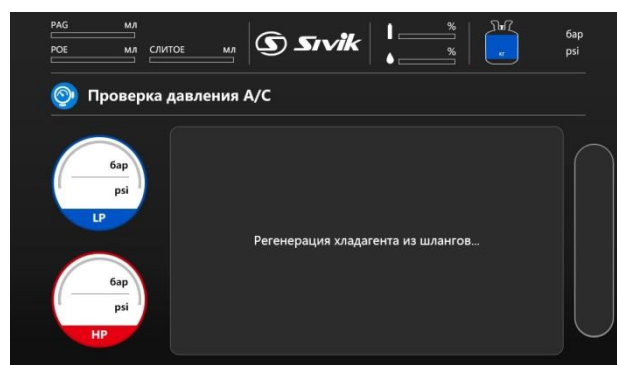 PAG мл
POE мл СЛИТОЕ мл
Sivik
%
%
кг
бар
psi
Проверка давления A/C
бар
psi
LP
Регенерация хладагента из шлангов...
бар
psi
HP